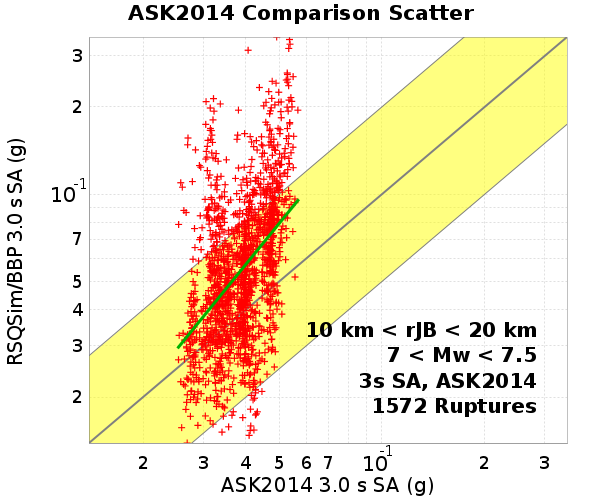 ASK2014 Comparison Scatter
RSQSim/BBP 3.0 s SA (g)
3
2
10-1
7
5
4
3
2
10 km < rJB < 20 km
7 < Mw < 7.5
3s SA, ASK2014
1572 Ruptures
2 3 4 5 6 7 10-1 2 3
ASK2014 3.0 s SA (g)